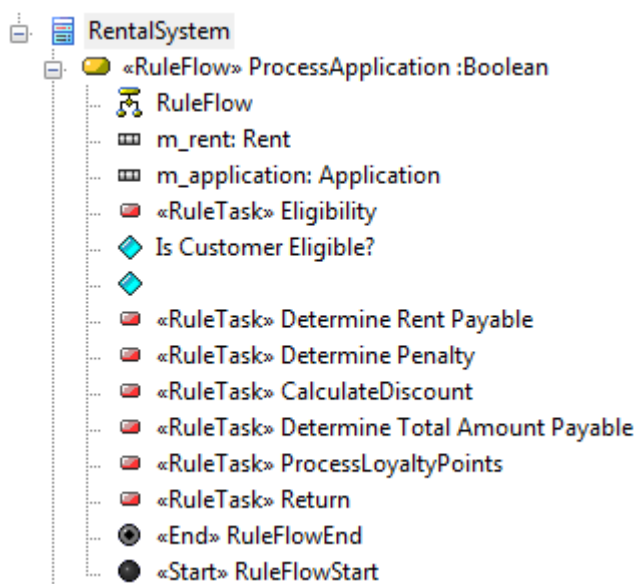 RentalSystem
«RuleFlow» ProcessApplication :Boolean
RuleFlow
m_rent: Rent
m_application: Application
«RuleTask» Eligibility
Is Customer Eligible?
«RuleTask» Determine Rent Payable
«RuleTask» Determine Penalty
«RuleTask» CalculateDiscount
«RuleTask» Determine Total Amount Payable
«RuleTask» ProcessLoyaltyPoints
«RuleTask» Return
«End» RuleFlowEnd
«Start» RuleFlowStart